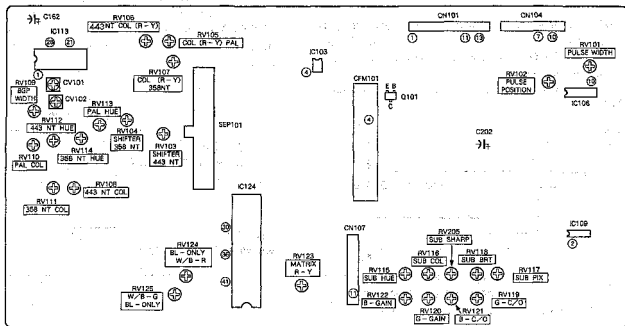 C162
RV106
443 NT COL (R-Y)
RV105
COL (R-Y) PAL
IC113
28
21
1
RV107
COL (R-Y)
358NT
IC103
4
CN101
1
11
13
CN104
7
10
RV101
PULSE WIDTH
RV102
PULSE
POSITION
10
IC106
RV109
BGP
WIDTH
CV101
CV102
RV113
PAL HUE
RV112
443 NT HUE
RV104
SHIFTER
358 NT
SEP101
CFM101
4
E B
C
Q101
RV110
PAL COL
RV114
358 NT HUE
RV103
SHIFTER
443 NT
C202
RV111
358 NT COL
RV108
443 NT COL
IC124
30
36
41
RV124
BL-ONLY
W/B-R
RV125
W/B-G
BL-ONLY
RV123
MATRIX
R-Y
CN107
11
IC109
2
RV205
SUB SHARP
RV116
SUB COL
RV118
SUB BRT
RV115
SUB HUE
RV117
SUB PIX
RV122
B-GAIN
RV119
G-C/O
RV120
G-GAIN
RV121
B-C/O